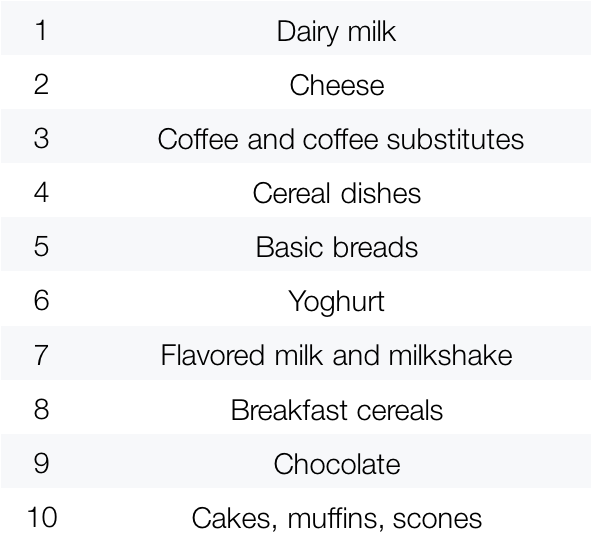 1 Dairy milk
2 Cheese
3 Coffee and coffee substitutes
4 Cereal dishes
5 Basic breads
6 Yoghurt
7 Flavored milk and milkshake
8 Breakfast cereals
9 Chocolate
10 Cakes, muffins, scones